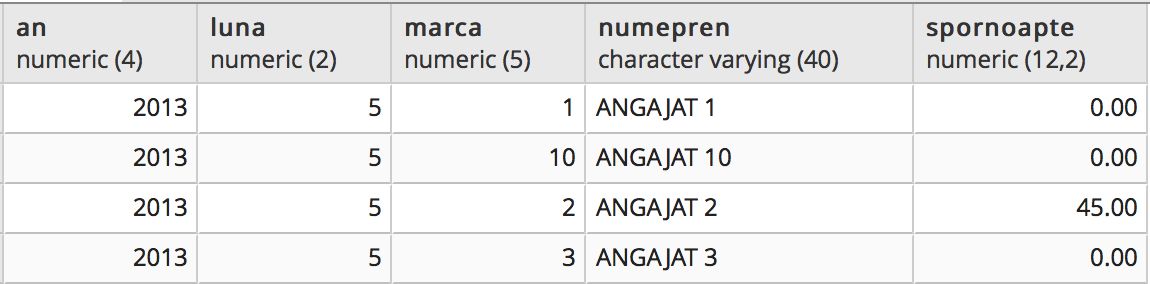 an luna marca numepren spornoapte
numeric (4) numeric (2) numeric (5) character varying (40) numeric (12,2)
2013 5 1 ANGAJAT 1 0.00
2013 5 10 ANGAJAT 10 0.00
2013 5 2 ANGAJAT 2 45.00
2013 5 3 ANGAJAT 3 0.00